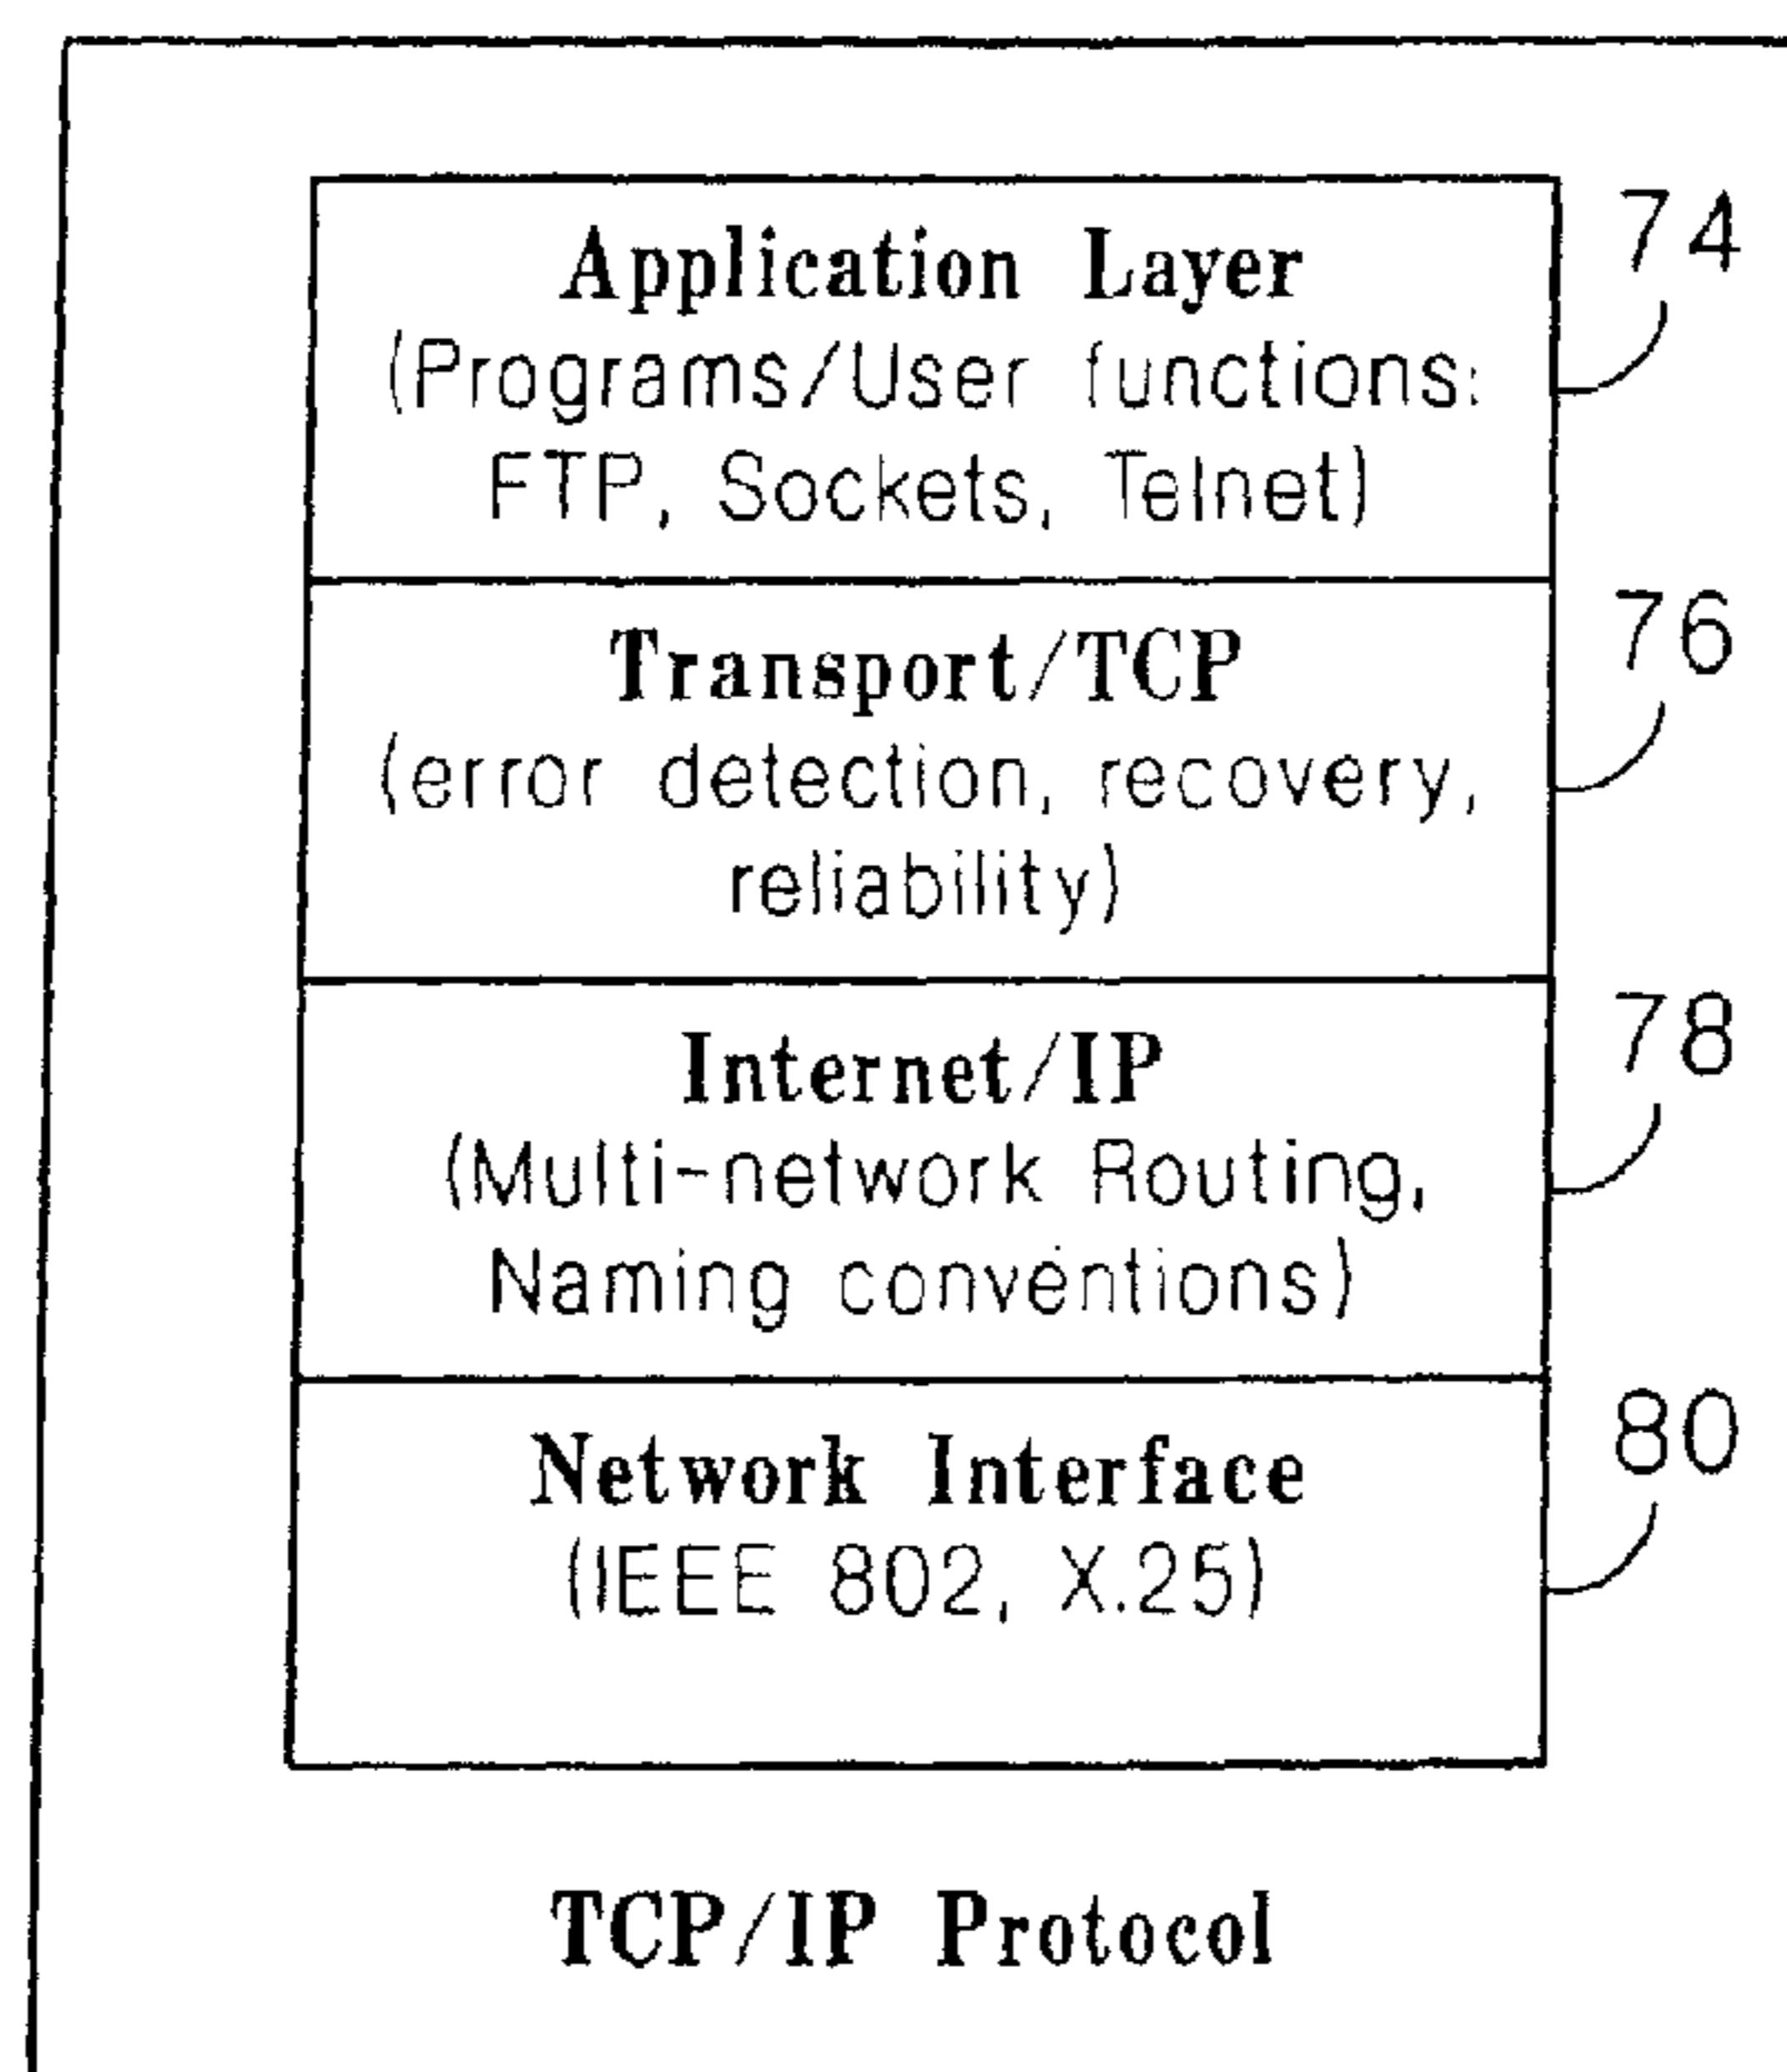 Application Layer
74
(Programs/User functions:
FTP, Sockets, Telnet)
Transport/TCP
76
(error detection, recovery,
reliability)
Internet/IP
78
(Multi-network Routing,
Naming conventions)
Network Interface
80
(IEEE 802, X.25)
TCP/IP Protocol